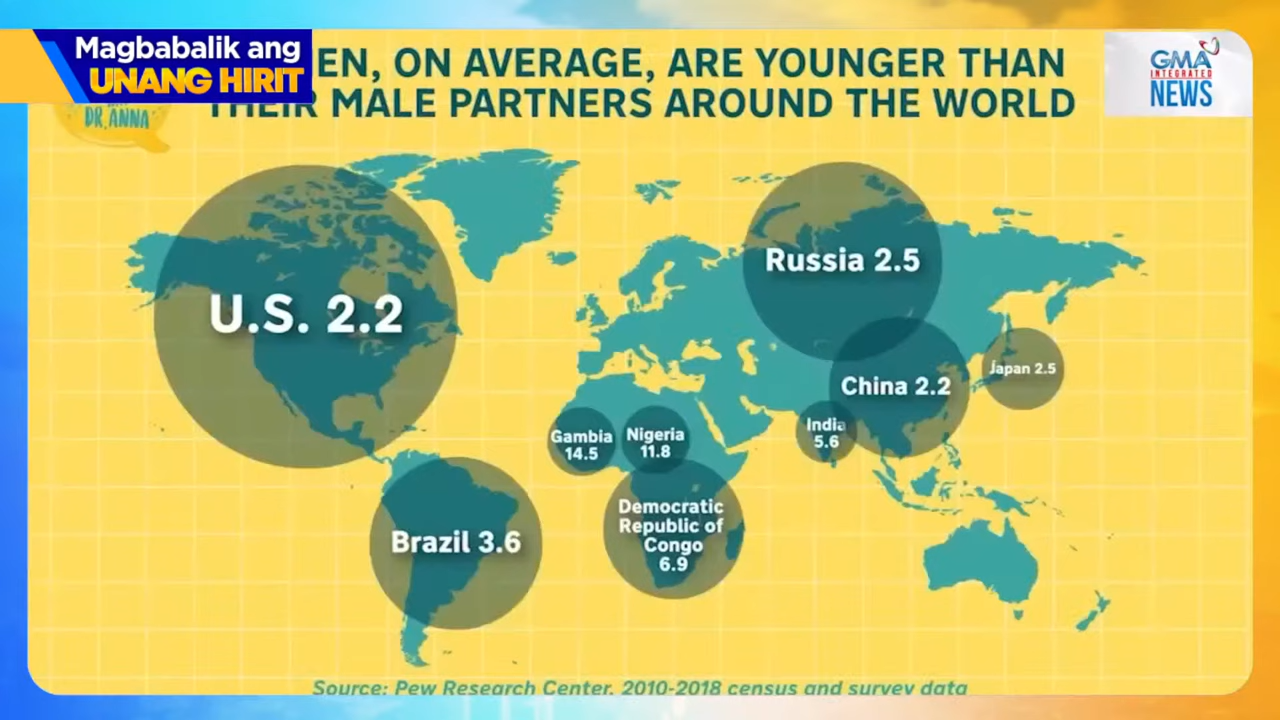 Magbabalik ang
UNANG HIRIT
EN, ON AVERAGE, ARE YOUNGER THAN
THEIR MALE PARTNERS AROUND THE WORLD
GMA
INTEGRATED
NEWS
DR. ANNA
U.S. 2.2
Russia 2.5
Japan 2.5
China 2.2
India
5.6
Gambia
14.5
Nigeria
11.8
Democratic
Republic of
Congo
6.9
Brazil 3.6
Source: Pew Research Center, 2010-2018 census and survey data